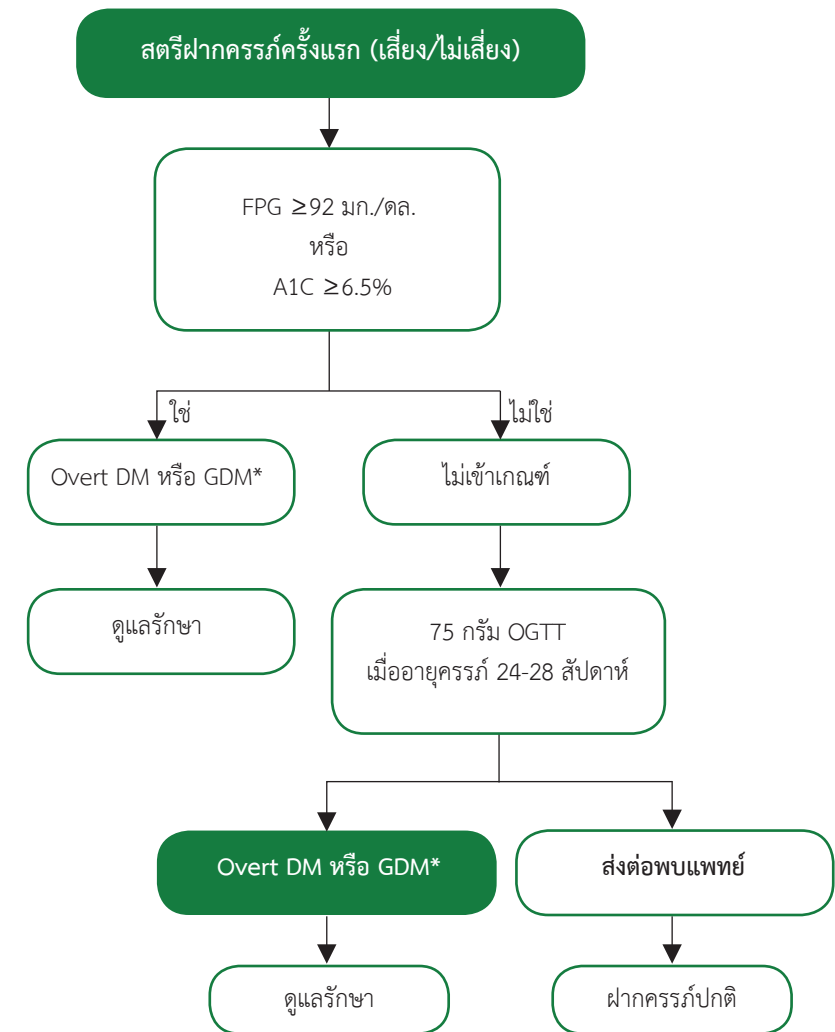 สตรีฝากครรภ์ครั้งแรก (เสี่ยง/ไม่เสี่ยง)
FPG ≥92 มก./ดล.
หรือ
A1C ≥6.5%
ใช่
ไม่ใช่
Overt DM หรือ GDM*
ไม่เข้าเกณฑ์
ดูแลรักษา
75 กรัม OGTT
เมื่ออายุครรภ์ 24-28 สัปดาห์
Overt DM หรือ GDM*
ส่งต่อพบแพทย์
ดูแลรักษา
ฝากครรภ์ปกติ